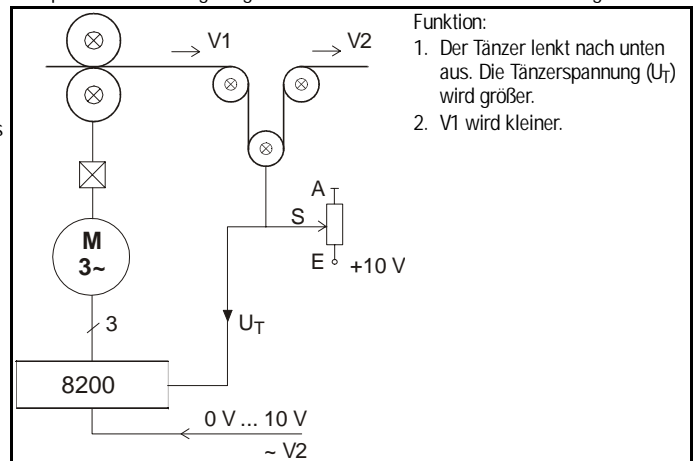 Funktion:
1. Der Tänzer lenkt nach unten
aus. Die Tänzerspannung (UT)
wird größer.
2. V1 wird kleiner.
V1
V2
A
S
E
+10 V
M
3~
3
UT
8200
0 V ... 10 V
~ V2